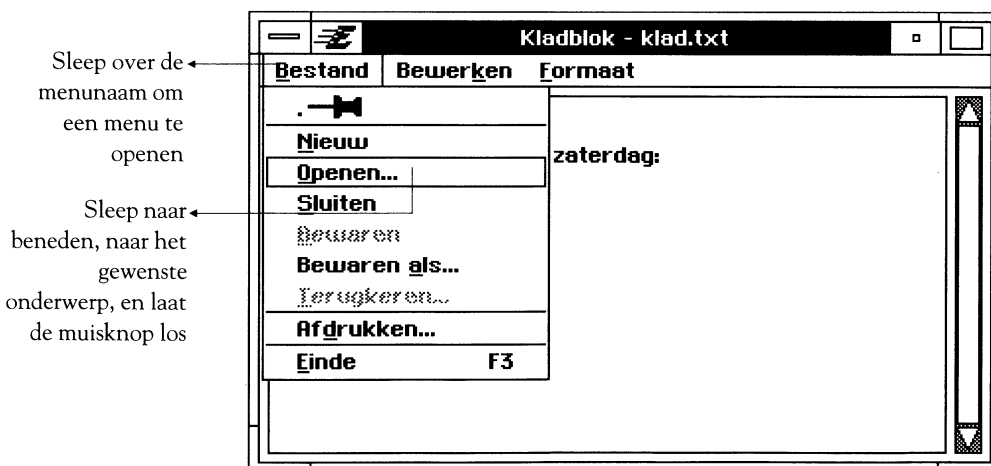 Kladblok - klad.txt
Bestand Bewerken Formaat
Sleep over de
menunaam om
een menu te
openen
Nieuw
Openen...
zaterdag:
Sluiten
Bewaren
Bewaren als...
Terugkeren...
Afdrukken...
Einde F3
Sleep naar
beneden, naar het
gewenste
onderwerp, en laat
de muisknop los